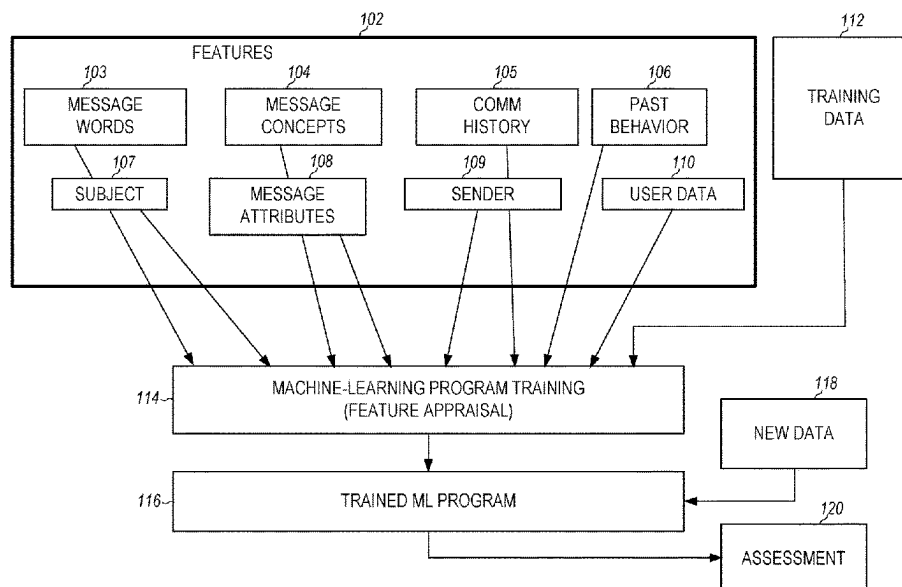 102
112
FEATURES
103
104
105
106
MESSAGE
WORDS
MESSAGE
CONCEPTS
COMM
HISTORY
PAST
BEHAVIOR
TRAINING
DATA
107
108
109
110
SUBJECT
MESSAGE
ATTRIBUTES
SENDER
USER DATA
114
MACHINE-LEARNING PROGRAM TRAINING
(FEATURE APPRAISAL)
118
NEW DATA
116
TRAINED ML PROGRAM
120
ASSESSMENT